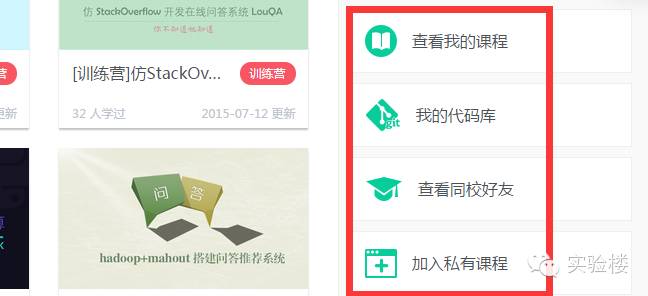 仿 StackOverflow 开发在线问答系统 LouQA
你不知道她知道
[训练营]仿StackOv... 训练营
更新
32 人学过 2015-07-12 更新
问 答
hadoop+mahout 搭建问答推荐系统
查看我的课程
git
我的代码库
查看同校好友
加入私有课程
实验楼